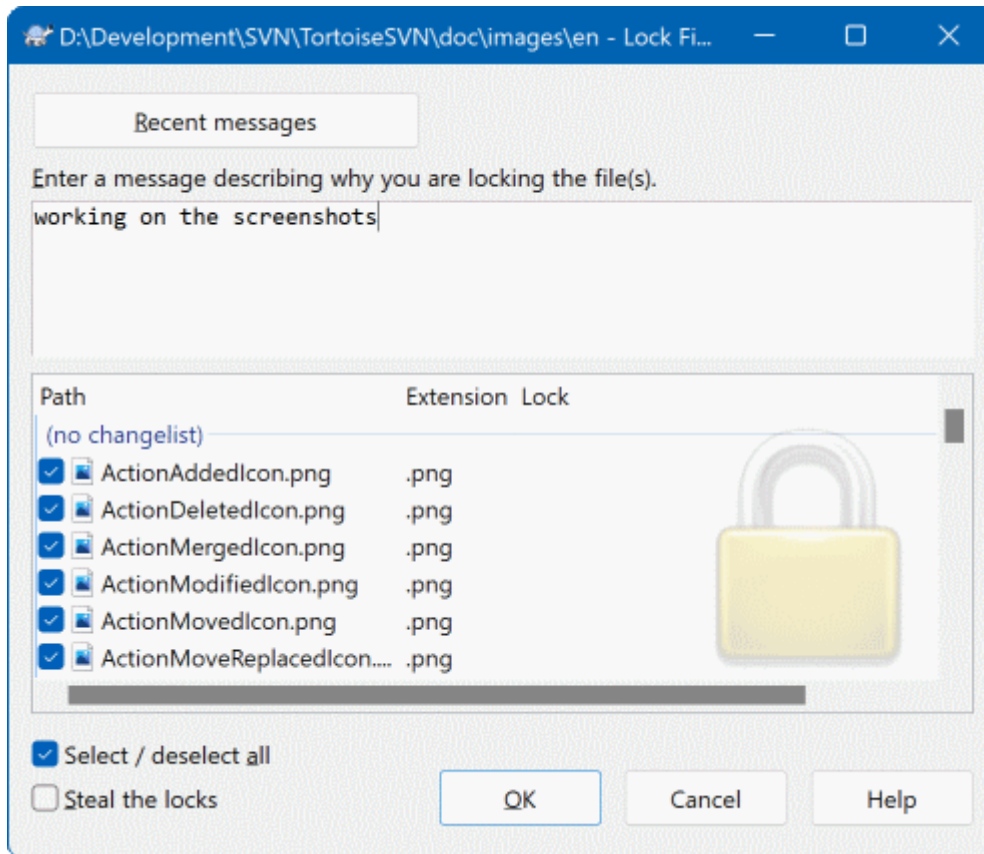 D:\Development\SVN\TortoiseSVN\doc\images\en - Lock Fi...
Recent messages
Enter a message describing why you are locking the file(s).
working on the screenshots
Path Extension Lock
(no changelist)
ActionAddedIcon.png .png
ActionDeletedIcon.png .png
ActionMergedIcon.png .png
ActionModifiedIcon.png .png
ActionMovedIcon.png .png
ActionMoveReplacedIcon.... .png
Select / deselect all
Steal the locks
OK Cancel Help